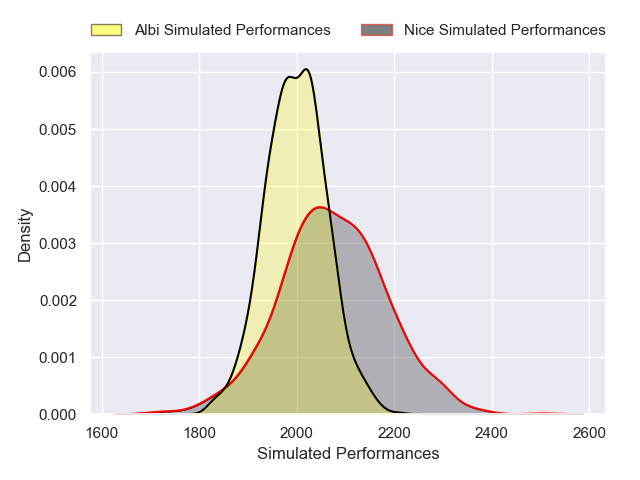 Albi Simulated Performances
Nice Simulated Performances
0.006
0.005
0.004
0.003
0.002
0.001
0.000
Density
1600 1800 2000 2200 2400 2600
Simulated Performances